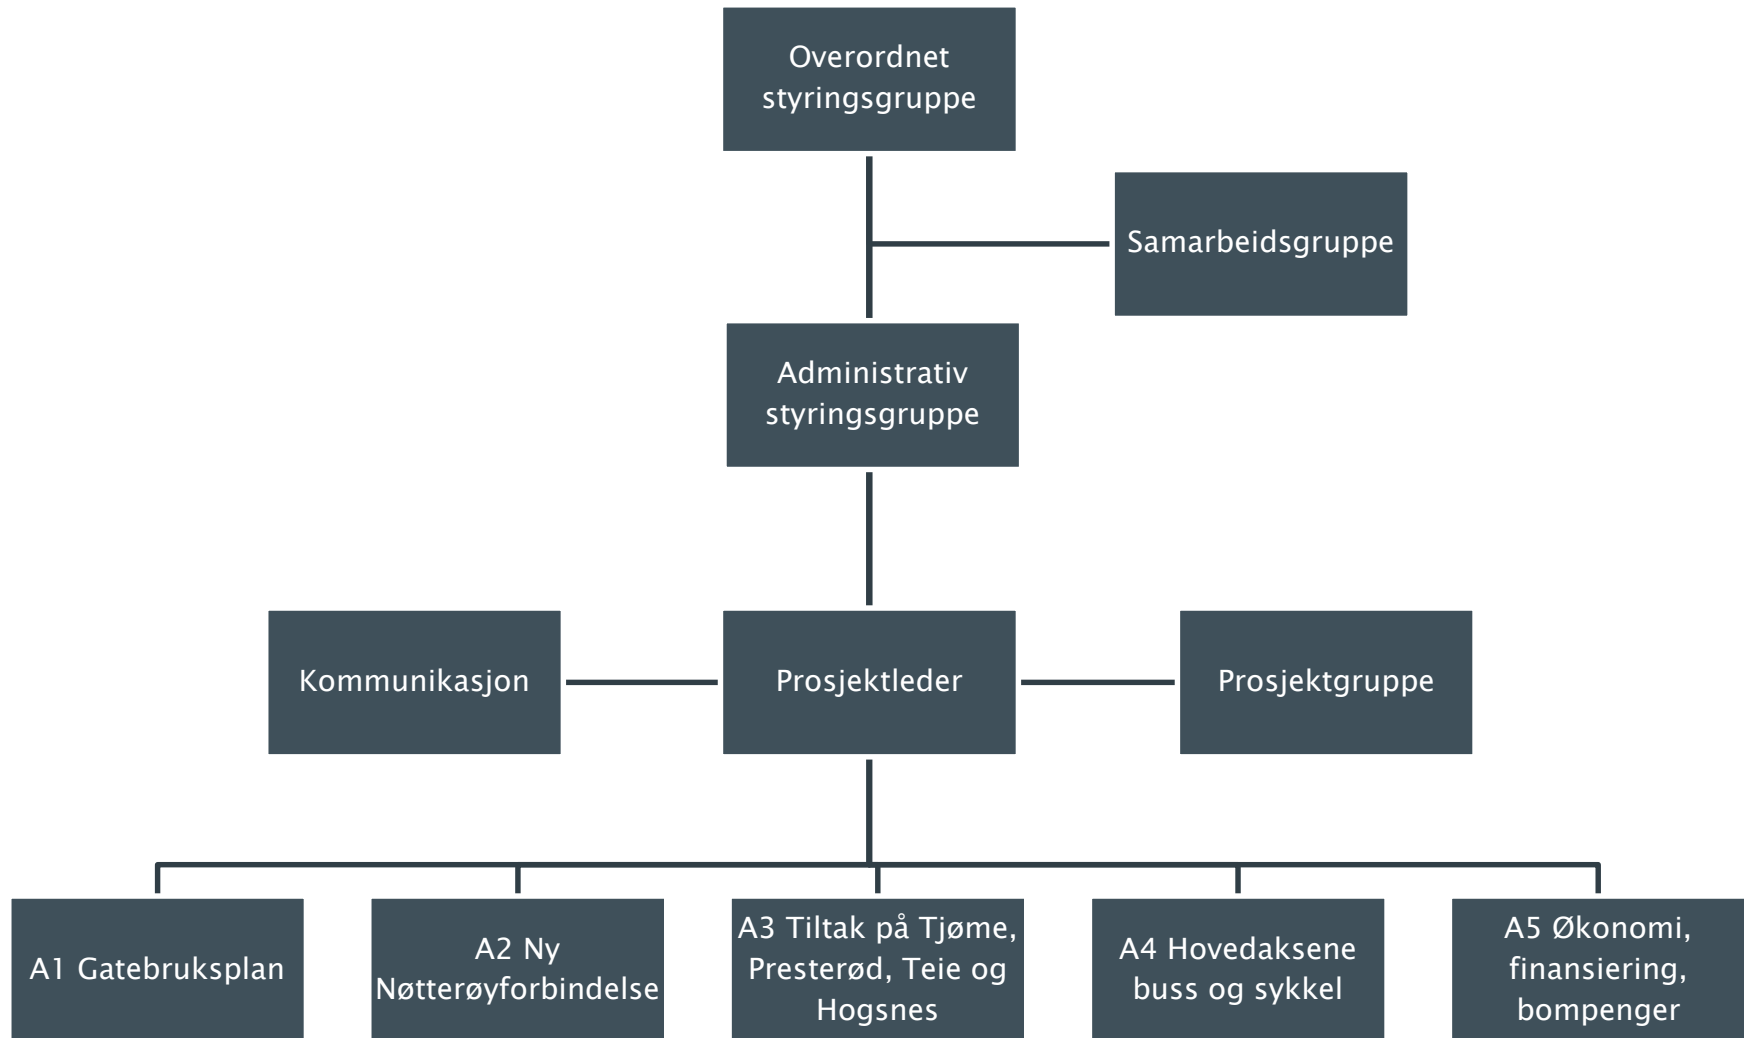 Overordnet
styringsgruppe
Samarbeidsgruppe
Administrativ
styringsgruppe
Kommunikasjon
Prosjektleder
Prosjektgruppe
A1 Gatebruksplan
A2 Ny
Nøtterøyforbindelse
A3 Tiltak på Tjøme,
Presterød, Teie og
Hogsnes
A4 Hovedaksene
buss og sykkel
A5 Økonomi,
finansiering,
bompenger